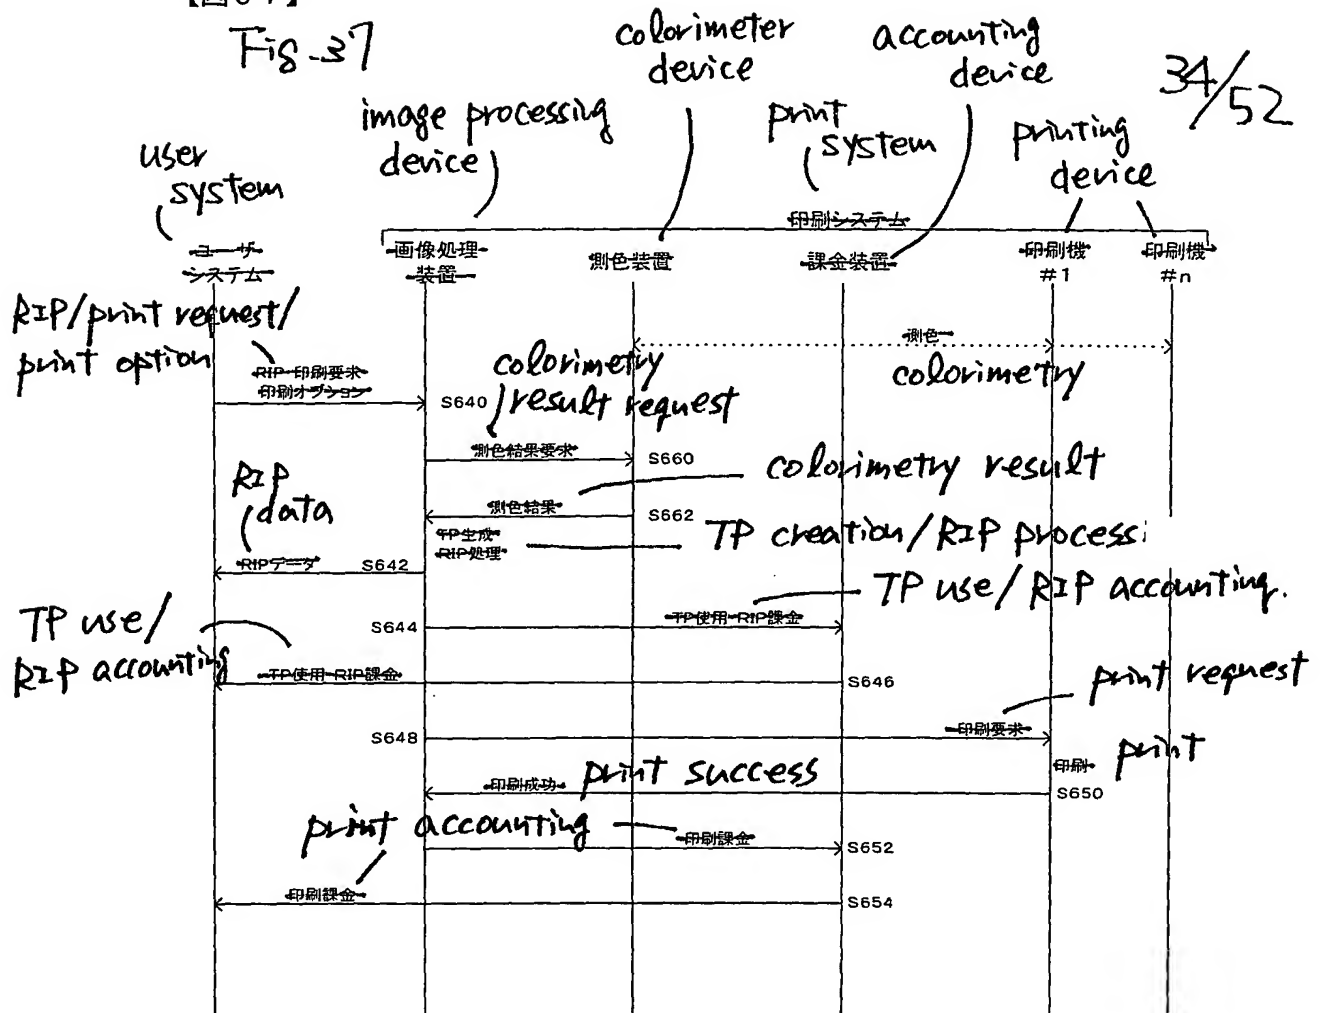 Fig-37
colorimeter
device
accounting
device
34/52
image processing
device
print
system
printing
device
user
system
印刷システム
ユーザ
システム
画像処理
装置
測色装置
課金装置
印刷機
#1
印刷機
#n
RIP/print request/
print option
測色
colorimetry
RIP 印刷要求
印刷オプション
S640
colorimetry
result request
測色結果要求
S660
colorimetry result
測色結果
S662
RIP
data
TP生成
RIP処理
TP creation/RIP process
RIPデータ
S642
TP use/RIP accounting.
TP use/
RIP accounting
S644
TP使用 RIP課金
TP使用 RIP課金
S646
print request
S648
印刷要求
印刷
print
印刷成功
print success
S650
print accounting
印刷課金
S652
印刷課金
S654